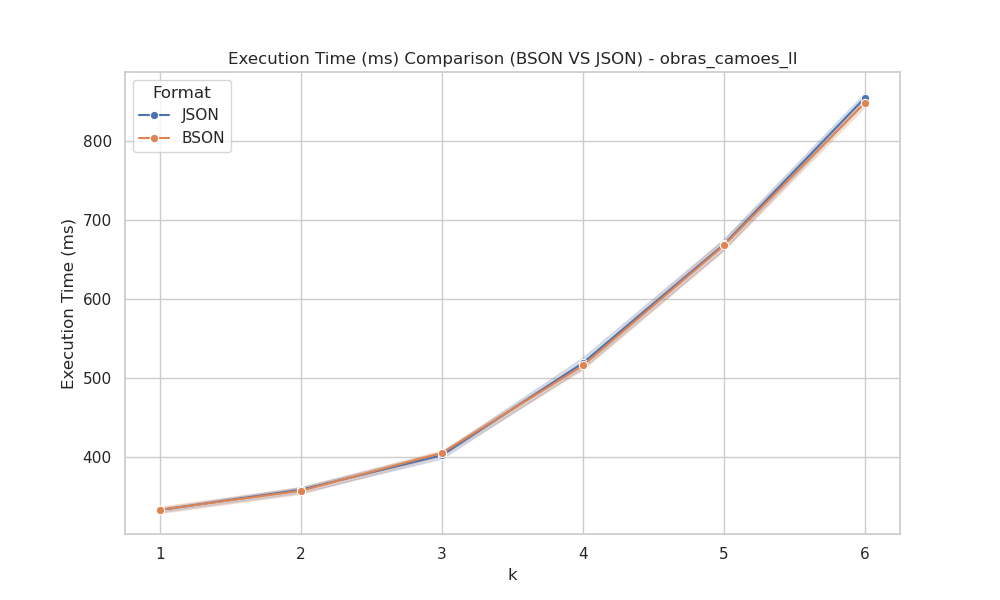 Execution Time (ms) Comparison (BSON VS JSON) - obras_camoes_II
Format
JSON
BSON
Execution Time (ms)
800
700
600
500
400
1 2 3 4 5 6
k